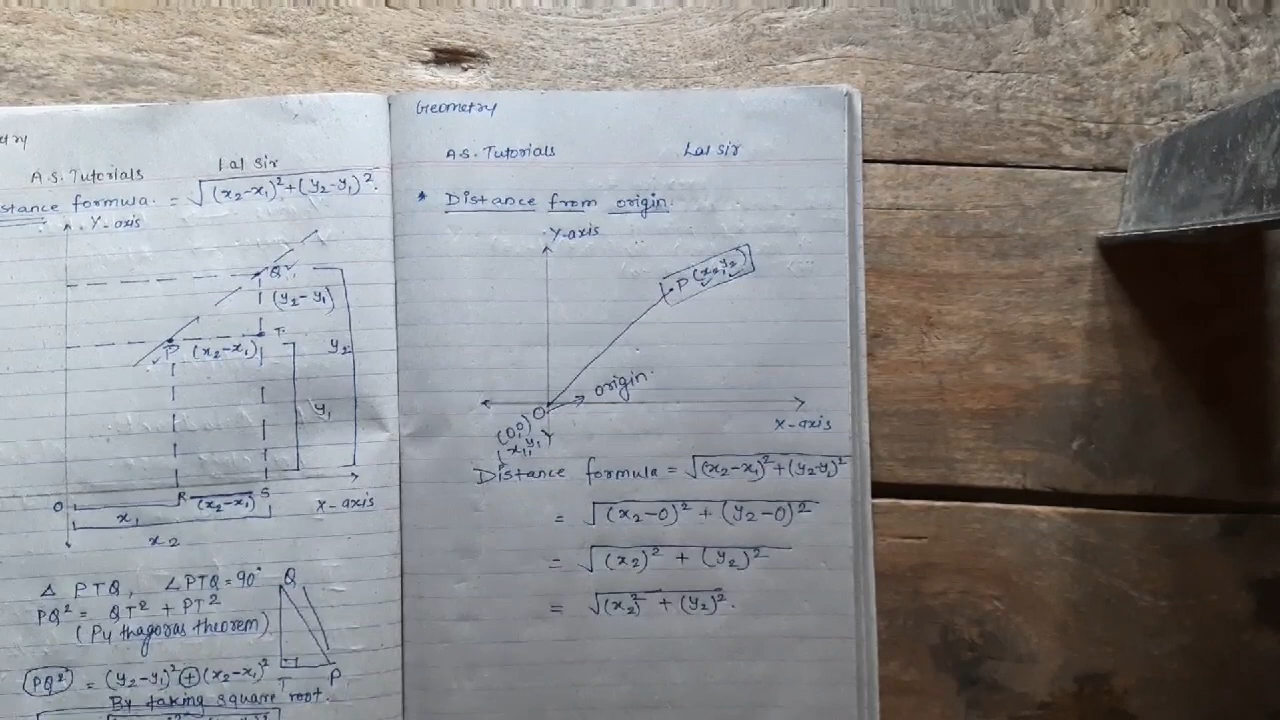 try
A.S. Tutorials Lal sir
stance formula. = √(x₂-x₁)²+(y₂-y₁)².
Y-axis
Q
(y₂-y₁)
P (x₂-x₁) T
y₂
y₁
O R (x₂-x₁) S
x₁ X-axis
x₂
△ PTQ, ∠PTQ=90°
PQ² = QT² + PT²
(Pythagoras theorem)
Q
T P
PQ² = (y₂-y₁)²+(x₂-x₁)²
By taking square root.
Geometry
A.S. Tutorials Lal sir
* Distance from origin.
Y-axis
P(x₂,y₂)
origin.
O
(0,0)
x₁,y₁
X-axis
Distance formula = √(x₂-x₁)²+(y₂-y₁)²
= √(x₂-0)² + (y₂-0)²
= √(x₂)² + (y₂)²
= √(x₂)² + (y₂)².